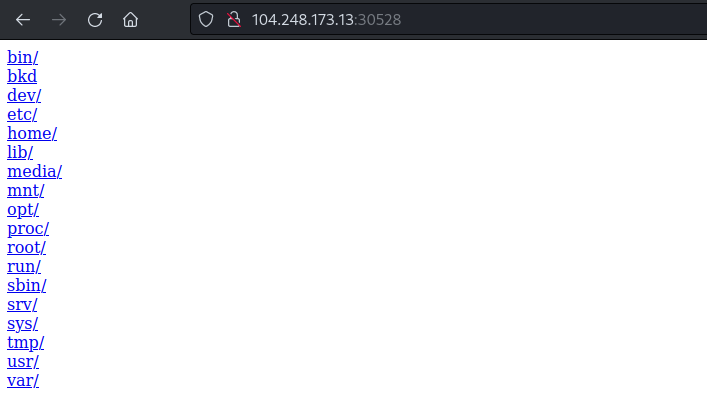 104.248.173.13:30528
bin/
bkd
dev/
etc/
home/
lib/
media/
mnt/
opt/
proc/
root/
run/
sbin/
srv/
sys/
tmp/
usr/
var/